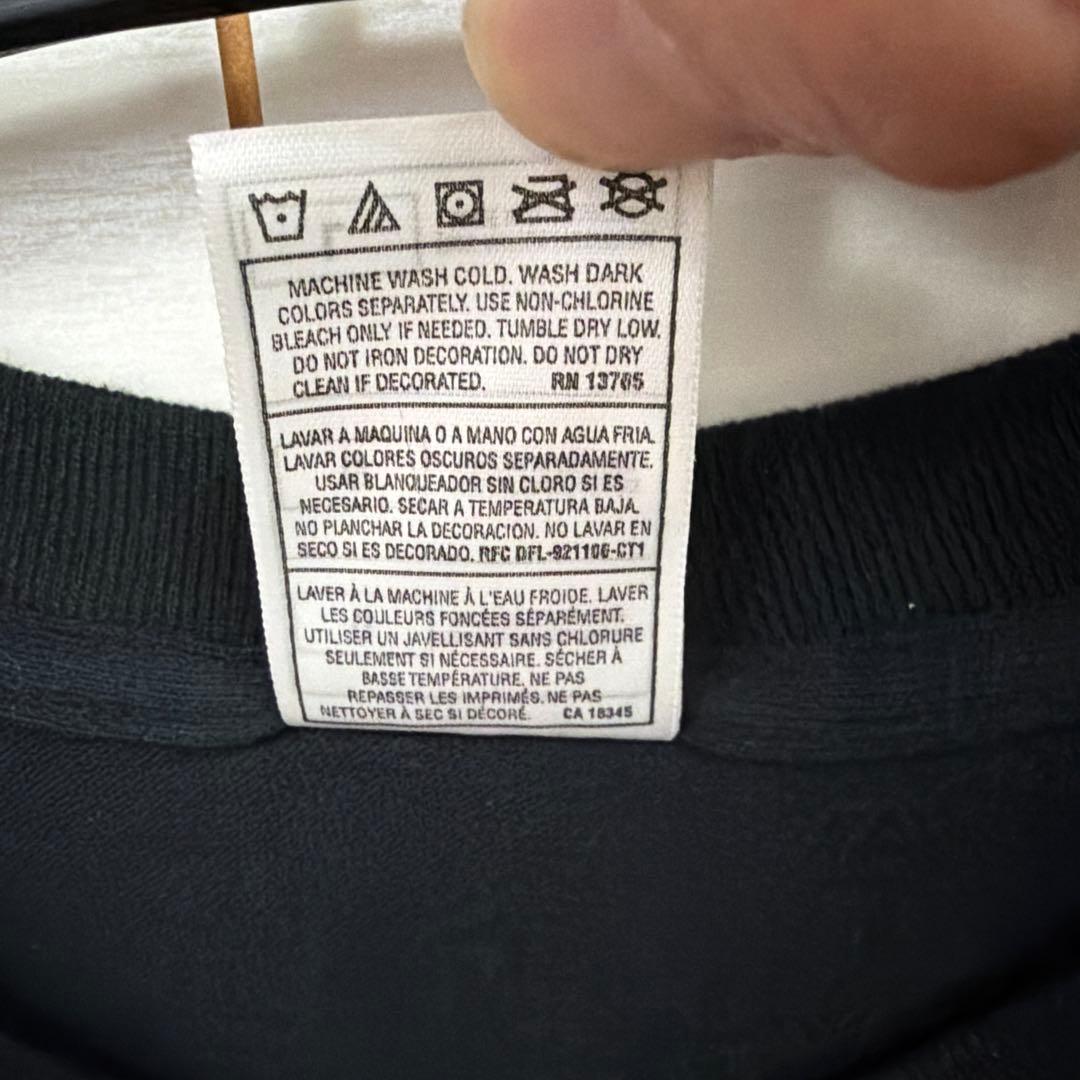 MACHINE WASH COLD. WASH DARK
COLORS SEPARATELY. USE NON-CHLORINE
BLEACH ONLY IF NEEDED. TUMBLE DRY LOW.
DO NOT IRON DECORATION. DO NOT DRY
CLEAN IF DECORATED. RN 13765
LAVAR A MAQUINA O A MANO CON AGUA FRIA.
LAVAR COLORES OSCUROS SEPARADAMENTE.
USAR BLANQUEADOR SIN CLORO SI ES
NECESARIO. SECAR A TEMPERATURA BAJA.
NO PLANCHAR LA DECORACION. NO LAVAR EN
SECO SI ES DECORADO. RFC DFL-921106-CT1
LAVER À LA MACHINE À L'EAU FROIDE. LAVER
LES COULEURS FONCÉES SÉPARÉMENT.
UTILISER UN JAVELLISANT SANS CHLORURE
SEULEMENT SI NÉCESSAIRE. SÉCHER À
BASSE TEMPÉRATURE. NE PAS
REPASSER LES IMPRIMÉS. NE PAS
NETTOYER À SEC SI DÉCORÉ. CA 18345